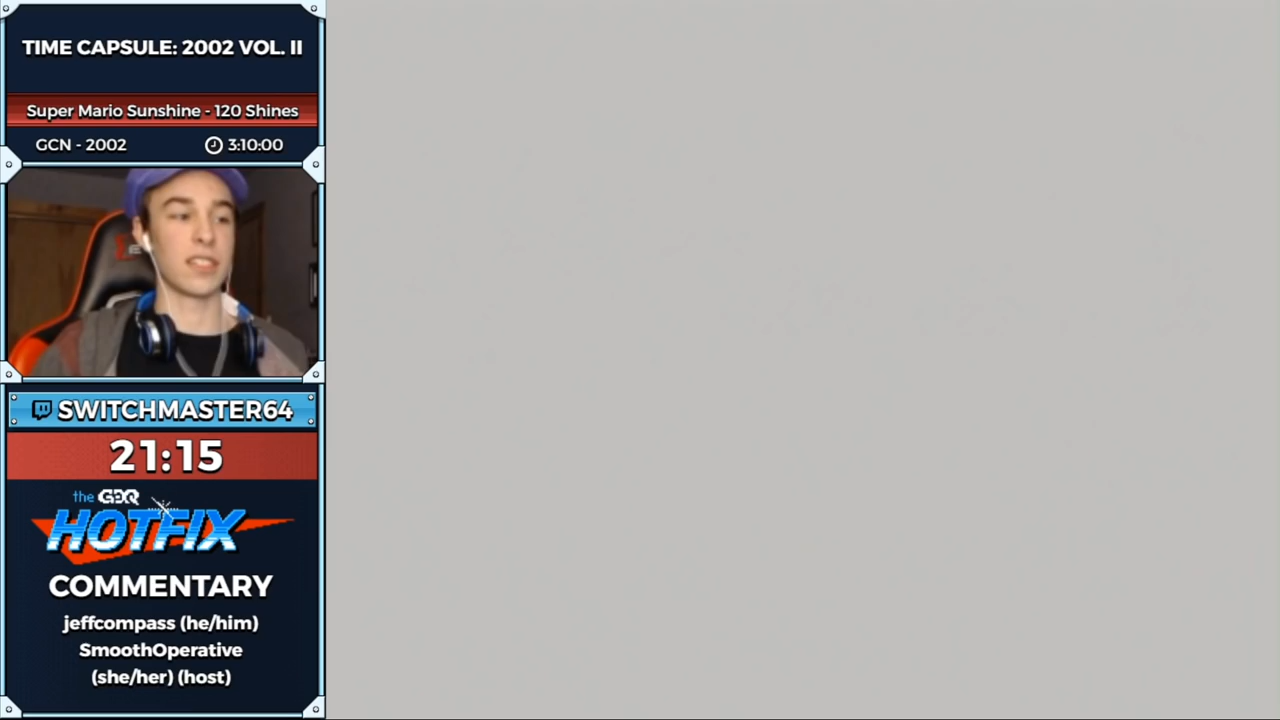 TIME CAPSULE: 2002 VOL. II
Super Mario Sunshine - 120 Shines
GCN - 2002 3:10:00
SWITCHMASTER64
21:15
the GDQ
HOTFIX
COMMENTARY
jeffcompass (he/him)
SmoothOperative
(she/her) (host)